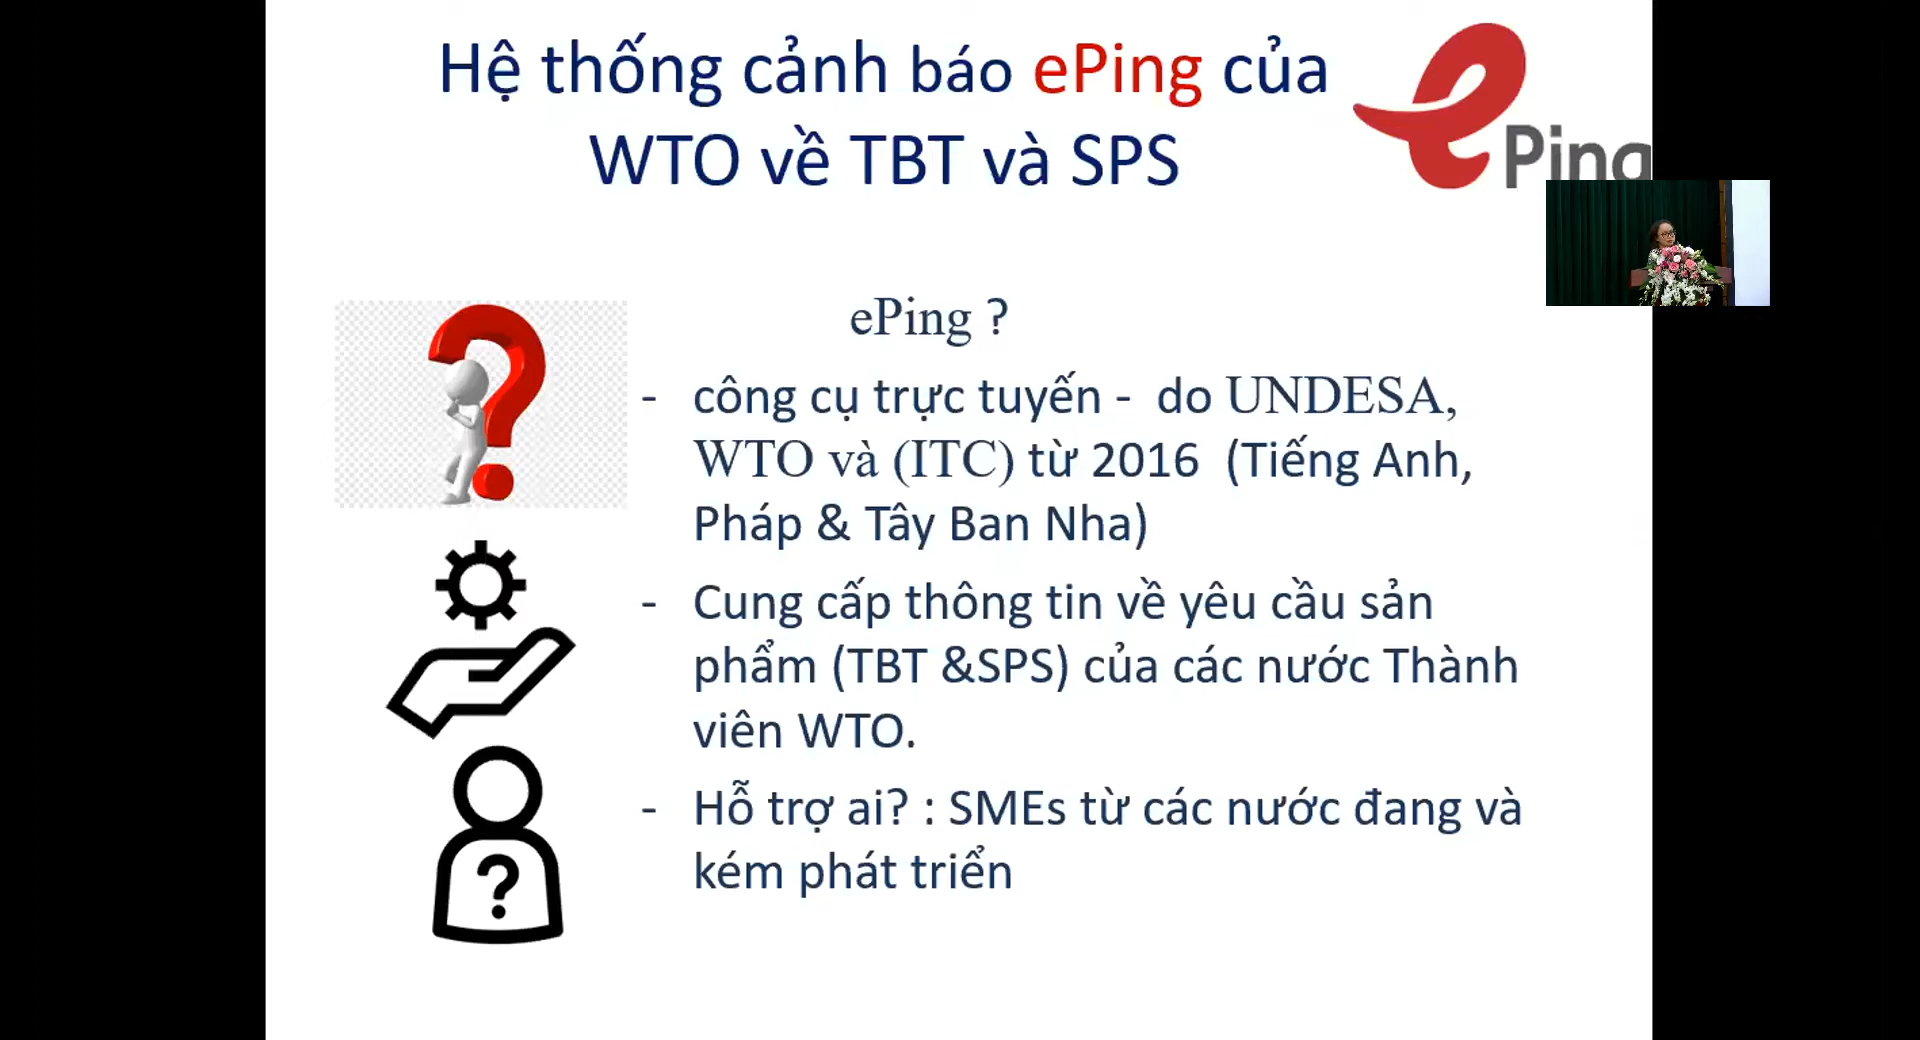 Hệ thống cảnh báo ePing của
WTO về TBT và SPS
ePing
ePing ?
- công cụ trực tuyến - do UNDESA,
WTO và (ITC) từ 2016 (Tiếng Anh,
Pháp & Tây Ban Nha)
- Cung cấp thông tin về yêu cầu sản
phẩm (TBT &SPS) của các nước Thành
viên WTO.
- Hỗ trợ ai? : SMEs từ các nước đang và
kém phát triển
?